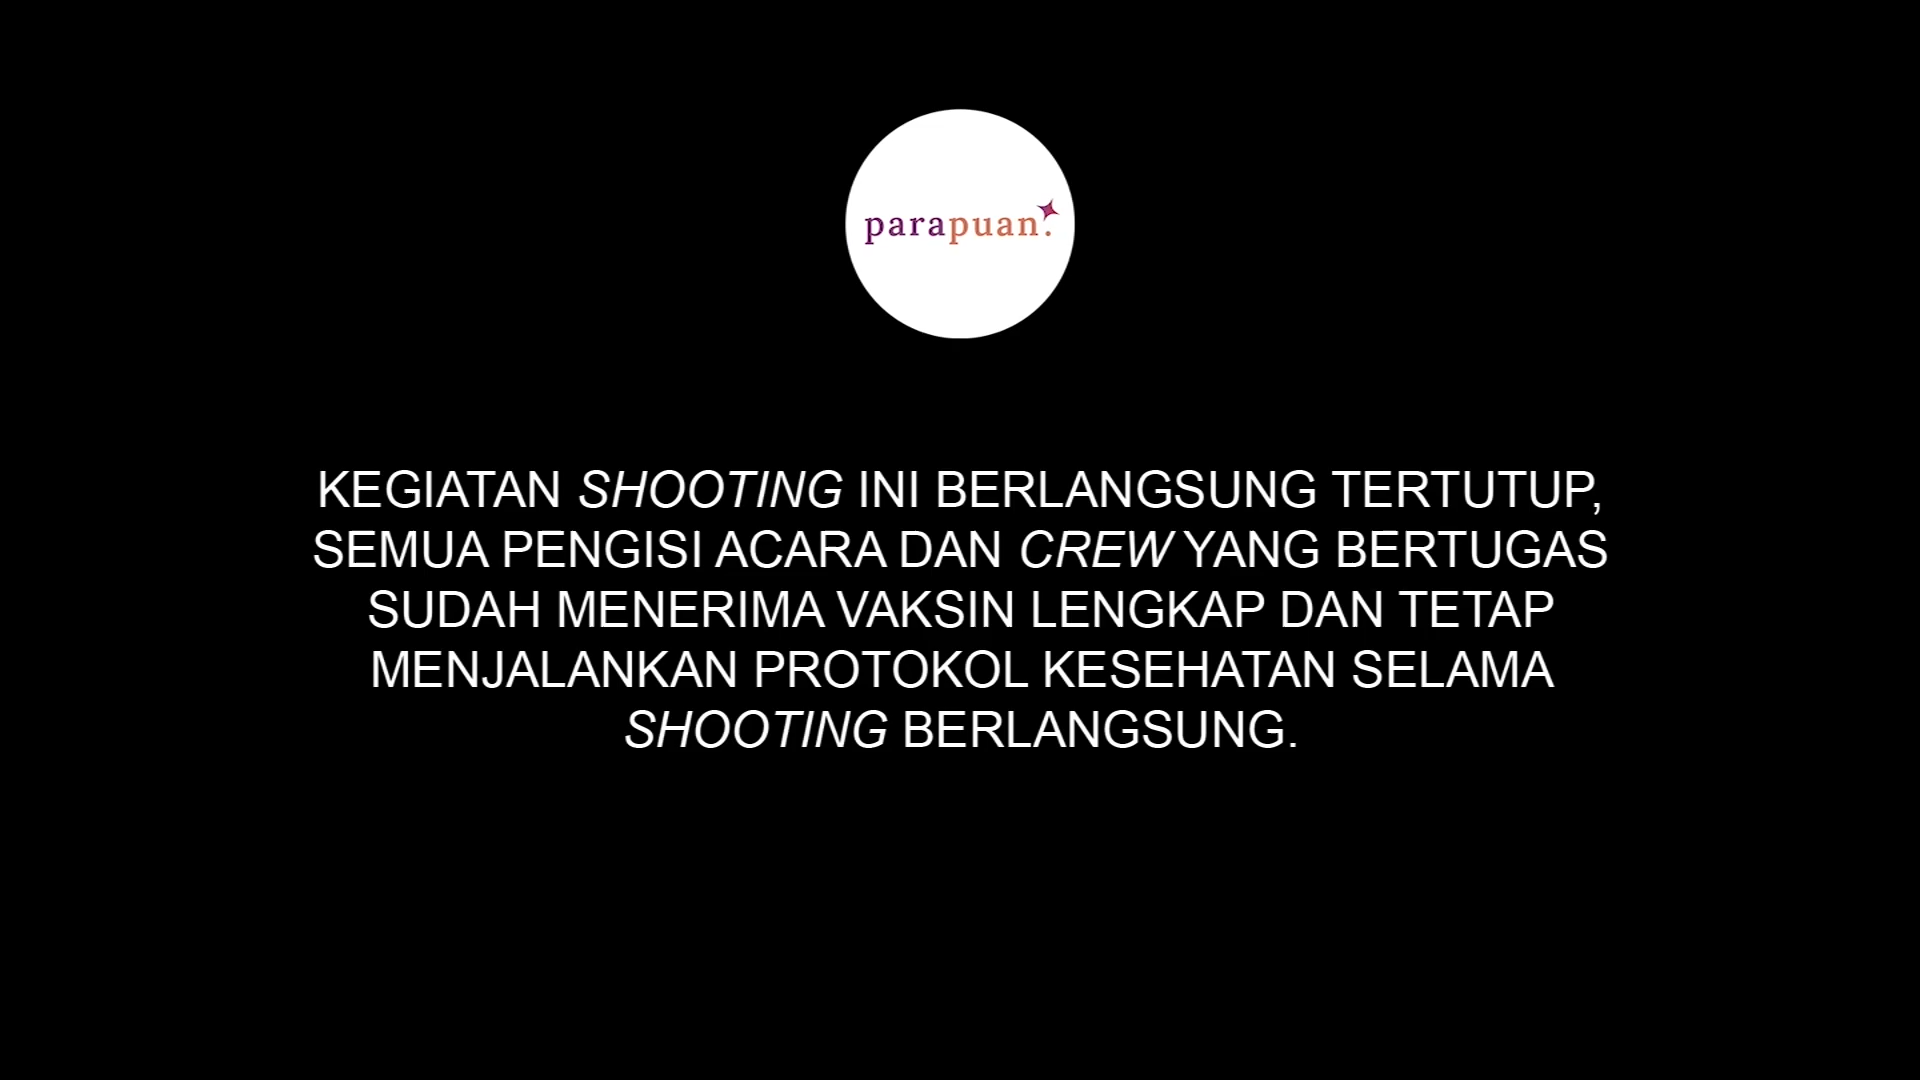 parapuan.
KEGIATAN SHOOTING INI BERLANGSUNG TERTUTUP,
SEMUA PENGISI ACARA DAN CREW YANG BERTUGAS
SUDAH MENERIMA VAKSIN LENGKAP DAN TETAP
MENJALANKAN PROTOKOL KESEHATAN SELAMA
SHOOTING BERLANGSUNG.